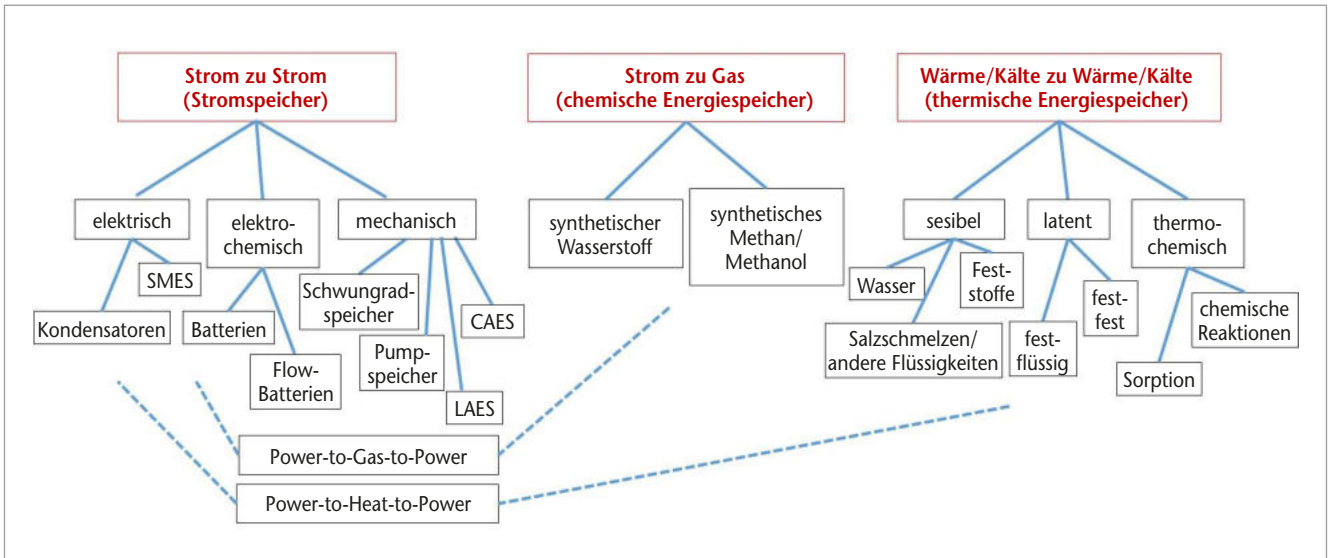 Strom zu Strom
(Stromspeicher)
Strom zu Gas
(chemische Energiespeicher)
Wärme/Kälte zu Wärme/Kälte
(thermische Energiespeicher)
elektrisch
elektro-
chemisch
mechanisch
synthetischer
Wasserstoff
synthetisches
Methan/
Methanol
sesibel
latent
thermo-
chemisch
SMES
Kondensatoren
Batterien
Flow-
Batterien
Schwungrad-
speicher
Pump-
speicher
LAES
CAES
Wasser
Salzschmelzen/
andere Flüssigkeiten
Fest-
stoffe
fest-
flüssig
fest-
fest
Sorption
chemische
Reaktionen
Power-to-Gas-to-Power
Power-to-Heat-to-Power